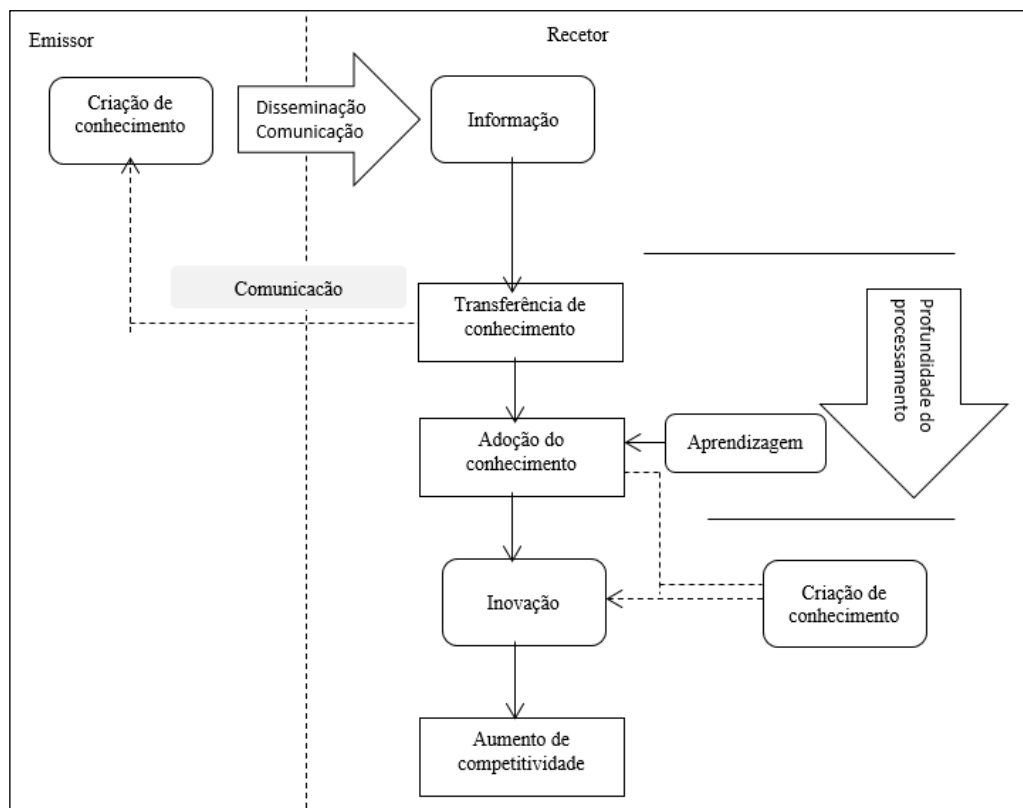 Emissor
Recetor
Criação de
conhecimento
Disseminação
Comunicação
Informação
Comunicacão
Transferência de
conhecimento
Profundidade do
processamento
Adoção do
conhecimento
Aprendizagem
Inovação
Criação de
conhecimento
Aumento de
competitividade